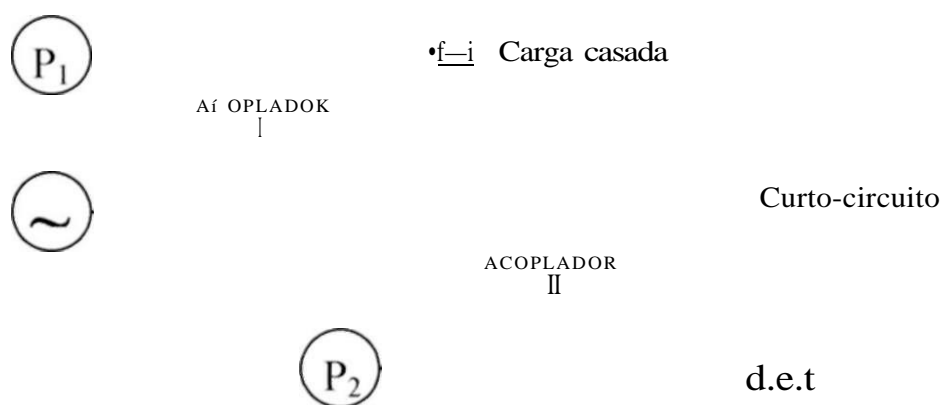 P1
•f—i Carga casada
Aí OPLADOK
I
~
Curto-circuito
ACOPLADOR
II
P2
d.e.t